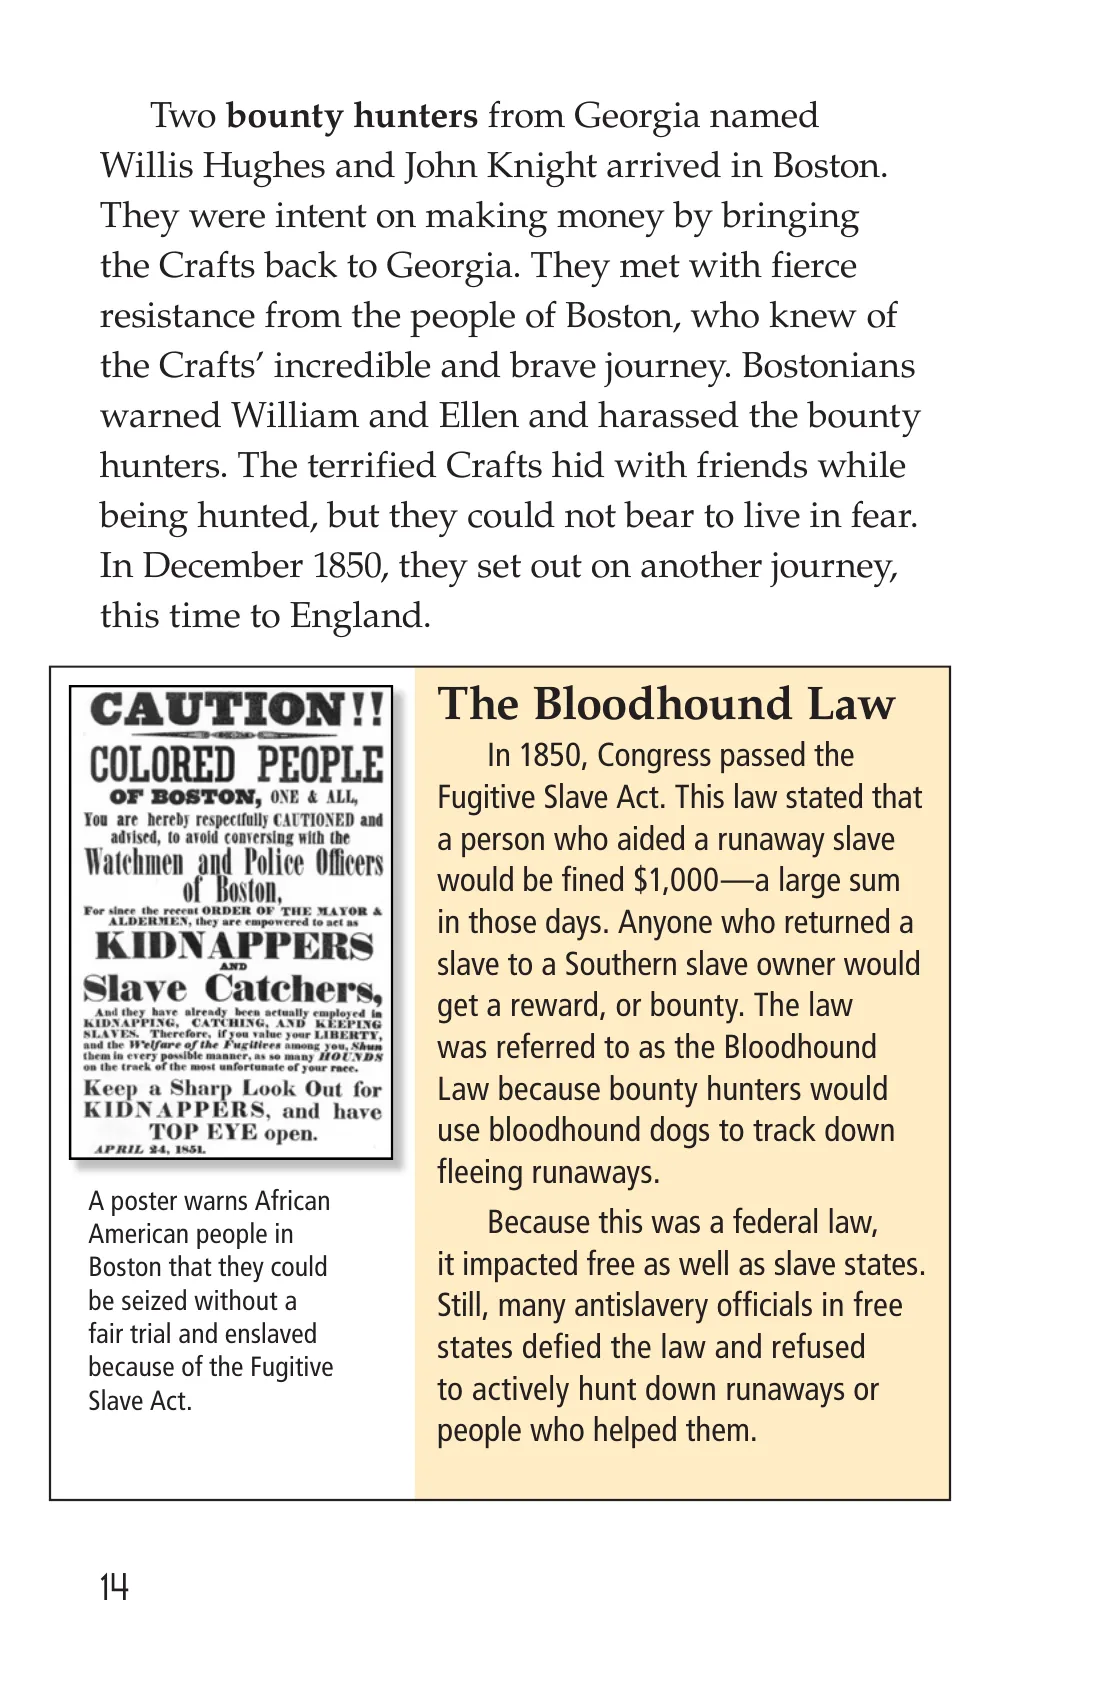 Two bounty hunters from Georgia named
Willis Hughes and John Knight arrived in Boston.
They were intent on making money by bringing
the Crafts back to Georgia. They met with fierce
resistance from the people of Boston, who knew of
the Crafts’ incredible and brave journey. Bostonians
warned William and Ellen and harassed the bounty
hunters. The terrified Crafts hid with friends while
being hunted, but they could not bear to live in fear.
In December 1850, they set out on another journey,
this time to England.
CAUTION!!
COLORED PEOPLE
OF BOSTON, ONE & ALL,
You are hereby respectfully CAUTIONED and
advised, to avoid conversing with the
Watchmen and Police Officers
of Boston,
For since the recent ORDER OF THE MAYOR &
ALDERMEN, they are empowered to act as
KIDNAPPERS
AND
Slave Catchers,
And they have already been actually employed in
KIDNAPPING, CATCHING, AND KEEPING
SLAVES. Therefore, if you value your LIBERTY,
and the Welfare of the Fugitives among you, Shun
them in every possible manner, as so many HOUNDS
on the track of the most unfortunate of your race.
Keep a Sharp Look Out for
KIDNAPPERS, and have
TOP EYE open.
APRIL 24, 1851.
A poster warns African
American people in
Boston that they could
be seized without a
fair trial and enslaved
because of the Fugitive
Slave Act.
The Bloodhound Law
In 1850, Congress passed the
Fugitive Slave Act. This law stated that
a person who aided a runaway slave
would be fined $1,000—a large sum
in those days. Anyone who returned a
slave to a Southern slave owner would
get a reward, or bounty. The law
was referred to as the Bloodhound
Law because bounty hunters would
use bloodhound dogs to track down
fleeing runaways.
Because this was a federal law,
it impacted free as well as slave states.
Still, many antislavery officials in free
states defied the law and refused
to actively hunt down runaways or
people who helped them.
14